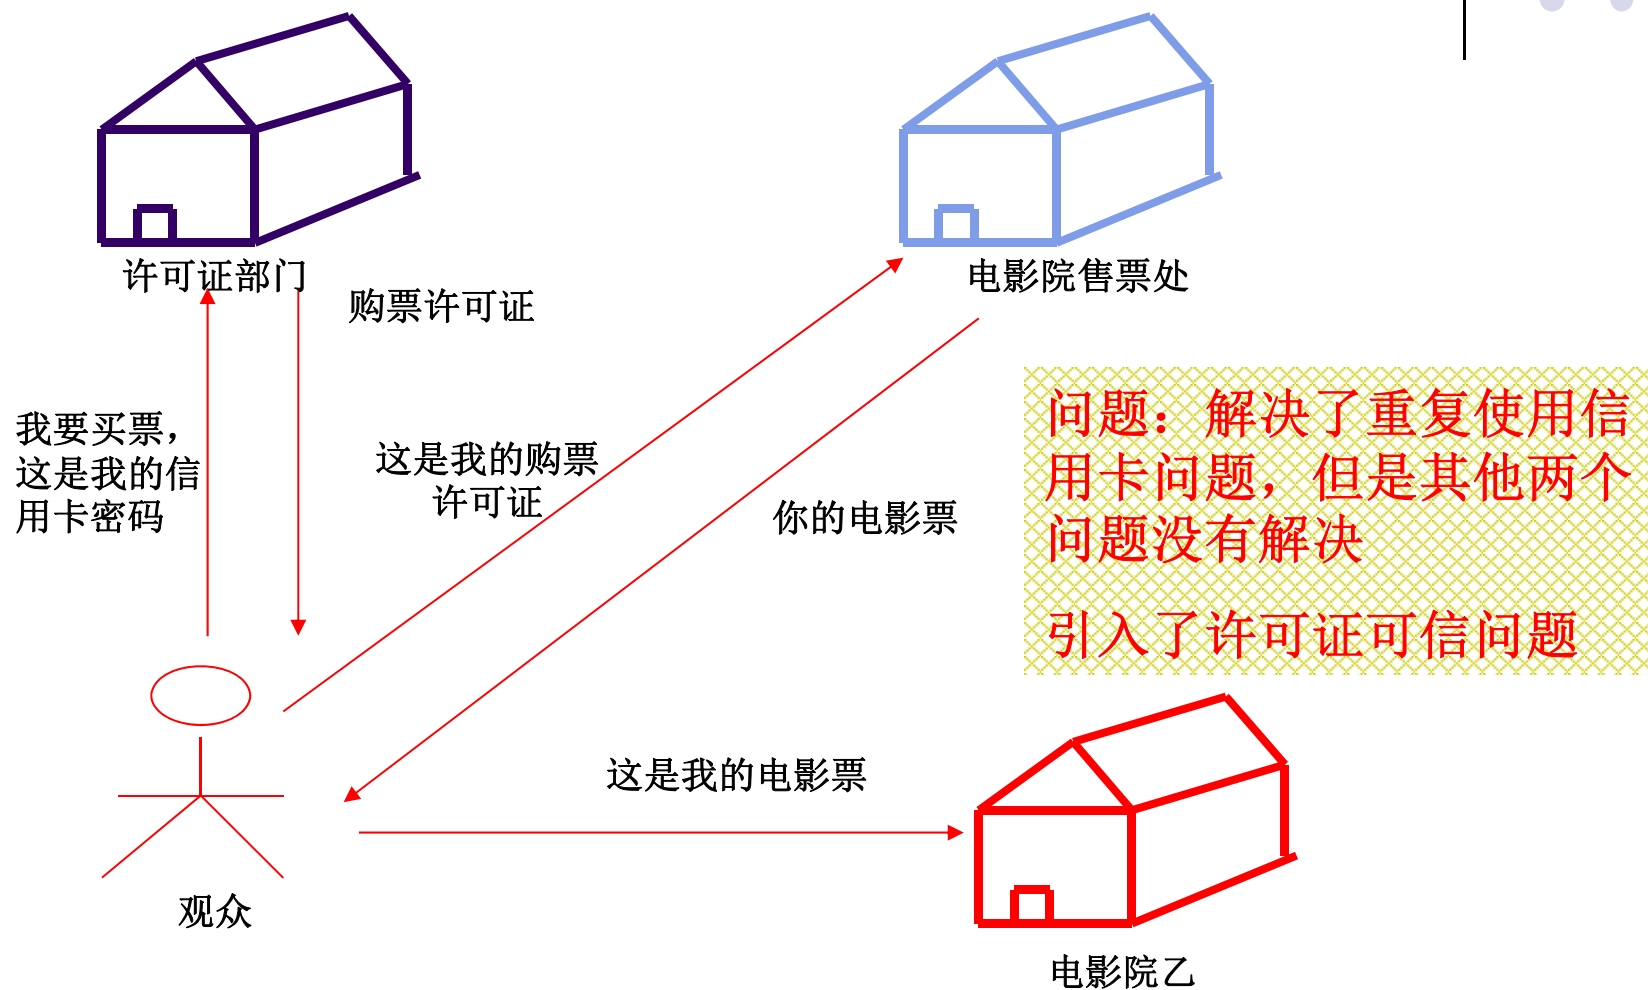 许可证部门
电影院售票处
购票许可证
我要买票，
这是我的信
用卡密码
这是我的购票
许可证
你的电影票
问题：解决了重复使用信
用卡问题，但是其他两个
问题没有解决
引入了许可证可信问题
这是我的电影票
观众
电影院乙